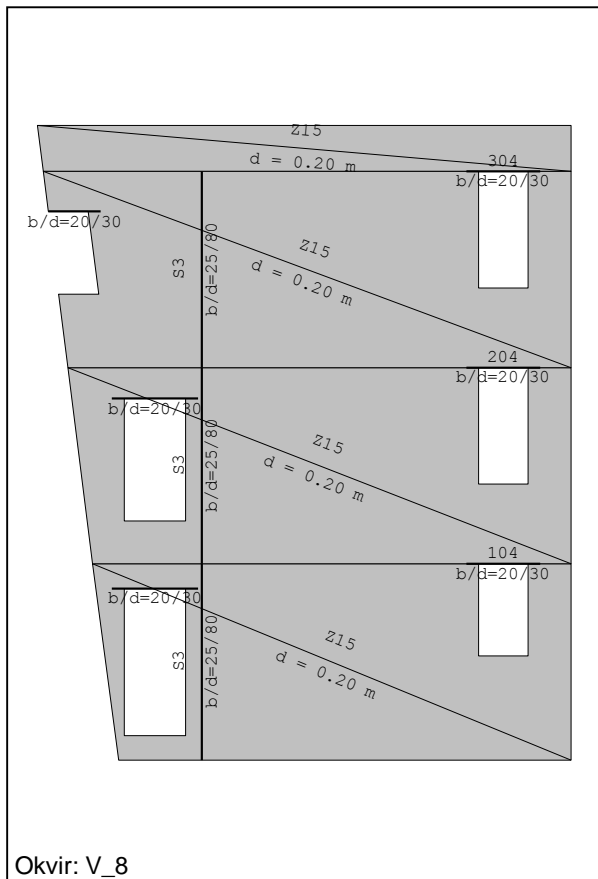 Z15
d = 0.20 m
304
b/d=20/30
b/d=20/30
S3
b/d=25/80
Z15
d = 0.20 m
204
b/d=20/30
b/d=20/30
S3
b/d=25/80
Z15
d = 0.20 m
104
b/d=20/30
b/d=20/30
S3
b/d=25/80
Z15
d = 0.20 m
Okvir: V_8